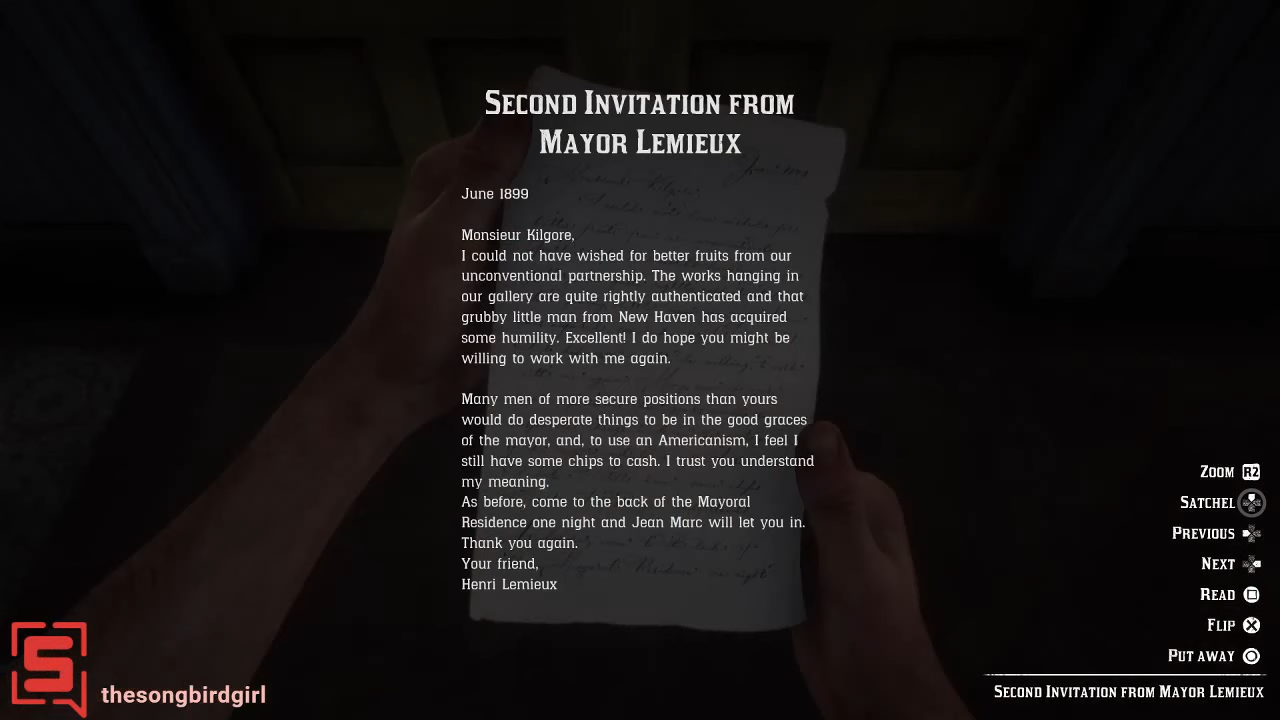 Second Invitation from
Mayor Lemieux
June 1899
Monsieur Kilgore,
I could not have wished for better fruits from our
unconventional partnership. The works hanging in
our gallery are quite rightly authenticated and that
grubby little man from New Haven has acquired
some humility. Excellent! I do hope you might be
willing to work with me again.
Many men of more secure positions than yours
would do desperate things to be in the good graces
of the mayor, and, to use an Americanism, I feel I
still have some chips to cash. I trust you understand
my meaning.
As before, come to the back of the Mayoral
Residence one night and Jean Marc will let you in.
Thank you again.
Your friend,
Henri Lemieux
Zoom R2
Satchel
Previous
Next
Read
Flip
Put away
Second Invitation from Mayor Lemieux
S thesongbirdgirl